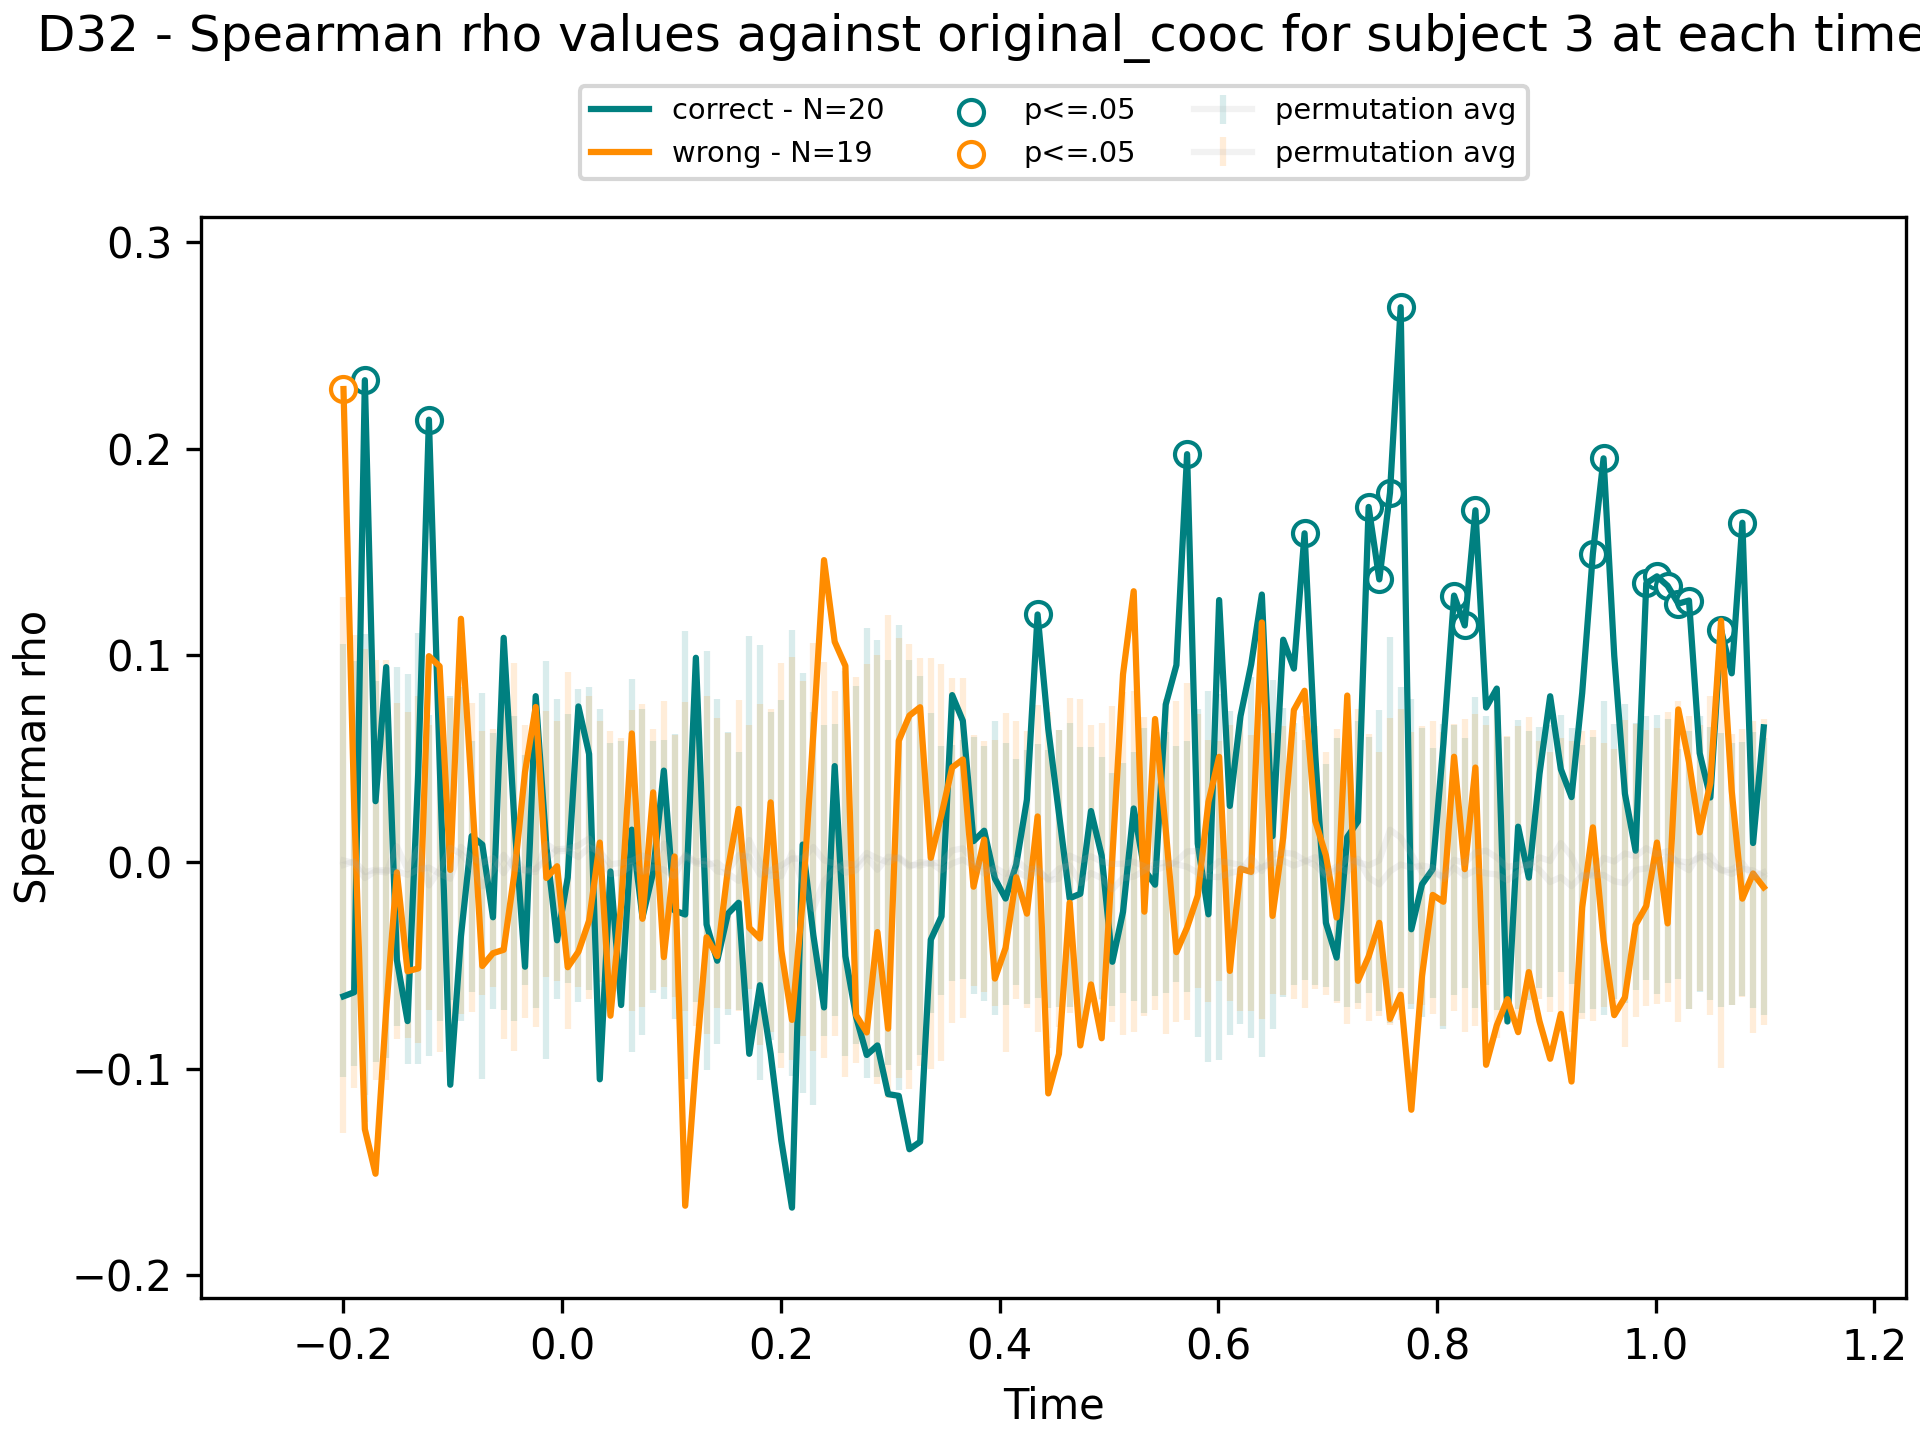 D32 - Spearman rho values against original_cooc for subject 3 at each time
correct - N=20
wrong - N=19
p<=.05
p<=.05
permutation avg
permutation avg
0.3
0.2
0.1
0.0
−0.1
−0.2
Spearman rho
−0.2 0.0 0.2 0.4 0.6 0.8 1.0 1.2
Time